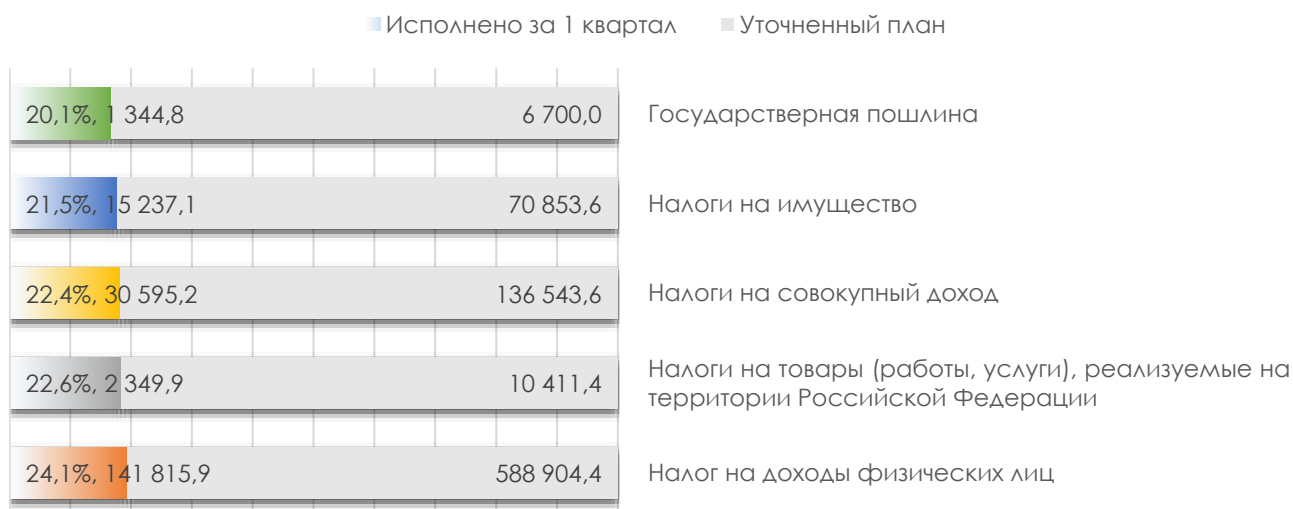 Исполнено за 1 квартал Уточненный план
20,1%, 1 344,8 6 700,0 Государстверная пошлина
21,5%, 15 237,1 70 853,6 Налоги на имущество
22,4%, 30 595,2 136 543,6 Налоги на совокупный доход
22,6%, 2 349,9 10 411,4 Налоги на товары (работы, услуги), реализуемые на
территории Российской Федерации
24,1%, 141 815,9 588 904,4 Налог на доходы физических лиц